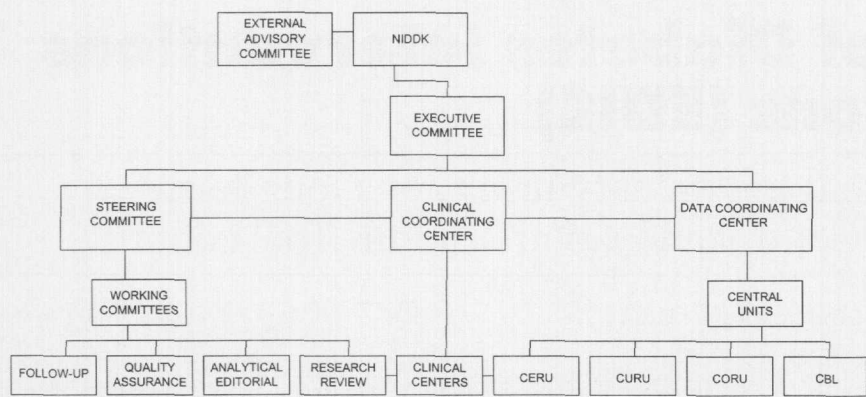 EXTERNAL
ADVISORY
COMMITTEE
NIDDK
EXECUTIVE
COMMITTEE
STEERING
COMMITTEE
CLINICAL
COORDINATING
CENTER
DATA COORDINATING
CENTER
WORKING
COMMITTEES
CENTRAL
UNITS
FOLLOW-UP
QUALITY
ASSURANCE
ANALYTICAL
EDITORIAL
RESEARCH
REVIEW
CLINICAL
CENTERS
CERU
CURU
CORU
CBL